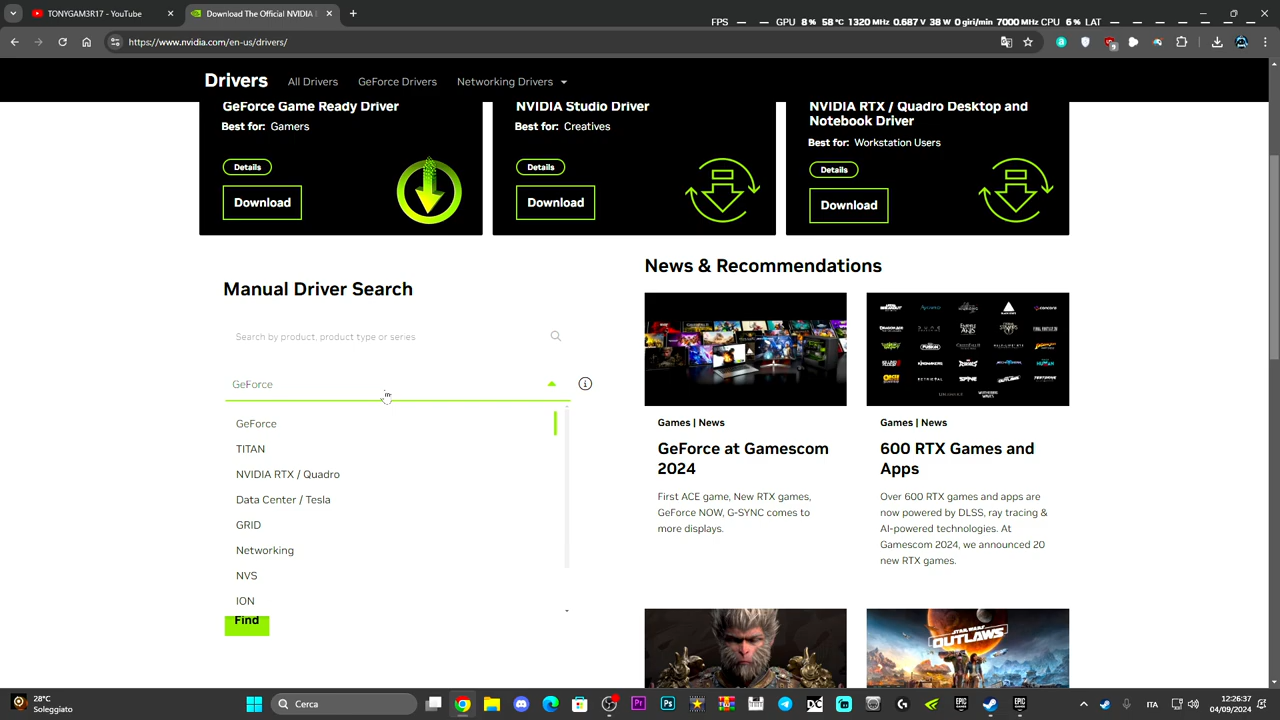 TONYGAM3R17 - YouTube
Download The Official NVIDIA
FPS — — GPU 8 % 58 °C 1320 MHz 0.687 V 38 W 0 giri/min 7000 MHz CPU 6 % LAT — — — — —
https://www.nvidia.com/en-us/drivers/
Drivers
All Drivers
GeForce Drivers
Networking Drivers
GeForce Game Ready Driver
Best for: Gamers
Details
Download
NVIDIA Studio Driver
Best for: Creatives
Details
Download
NVIDIA RTX / Quadro Desktop and
Notebook Driver
Best for: Workstation Users
Details
Download
Manual Driver Search
Search by product, product type or series
GeForce
GeForce
TITAN
NVIDIA RTX / Quadro
Data Center / Tesla
GRID
Networking
NVS
ION
Find
News & Recommendations
Games | News
GeForce at Gamescom
2024
First ACE game, New RTX games,
GeForce NOW, G-SYNC comes to
more displays.
Games | News
600 RTX Games and
Apps
Over 600 RTX games and apps are
now powered by DLSS, ray tracing &
AI-powered technologies. At
Gamescom 2024, we announced 20
new RTX games.
STAR WARS
OUTLAWS
28°C
Soleggiato
Cerca
ITA
12:26:37
04/09/2024